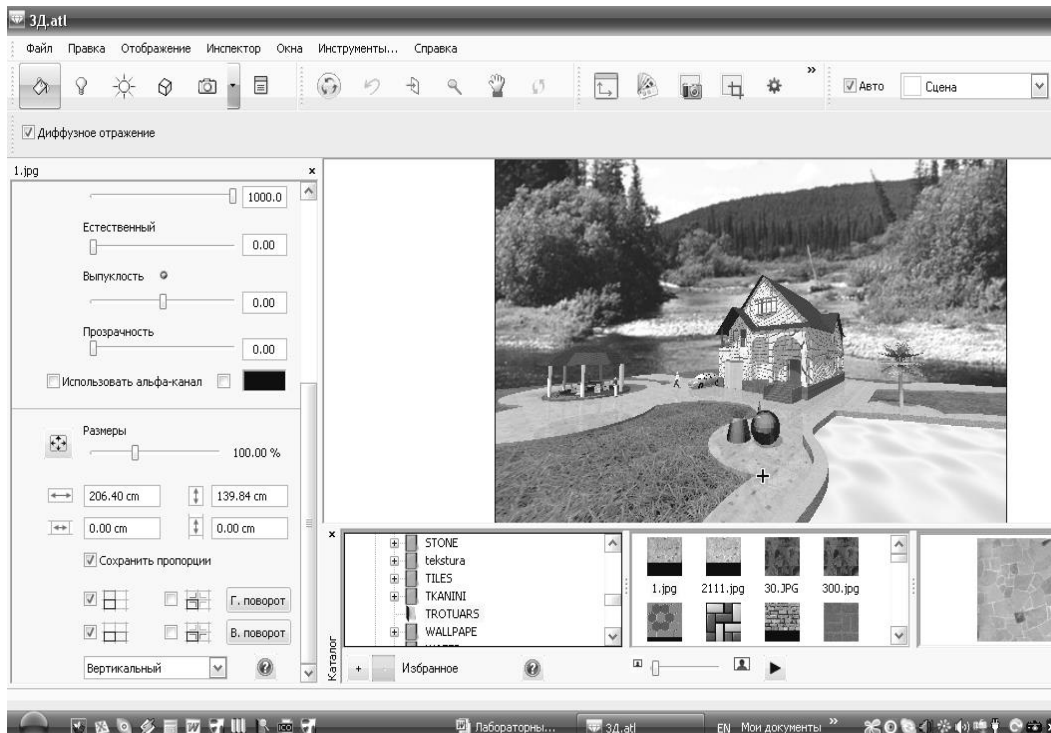 3Д.atl
Файл Правка Отображение Инспектор Окна Инструменты... Справка
» Авто Сцена
Диффузное отражение
1.jpg
1000.0
Естественный
0.00
Выпуклость
0.00
Прозрачность
0.00
Использовать альфа-канал
Размеры
100.00 %
206.40 cm 139.84 cm
0.00 cm 0.00 cm
Сохранить пропорции
Г. поворот
В. поворот
Вертикальный
Каталог
STONE
tekstura
TILES
TKANINI
TROTUARS
WALLPAPE
1.jpg 2111.jpg 30.JPG 300.jpg
+ - Избранное
Лабораторны... 3Д.atl EN Мои документы »